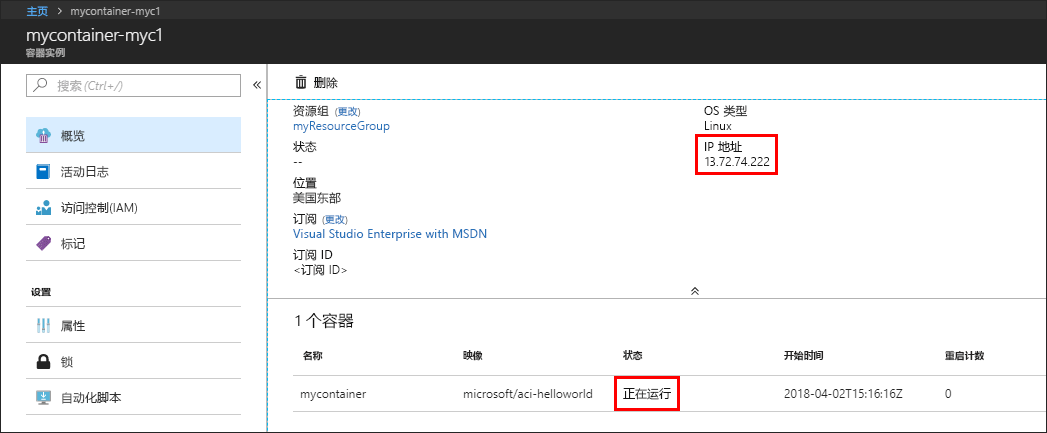 主页 > mycontainer-myc1
mycontainer-myc1
容器实例
搜索 (Ctrl+/)
«
概览
活动日志
访问控制(IAM)
标记
设置
属性
锁
自动化脚本
删除
资源组 (更改)
myResourceGroup
状态
--
位置
美国东部
订阅 (更改)
Visual Studio Enterprise with MSDN
订阅 ID
<订阅 ID>
OS 类型
Linux
IP 地址
13.72.74.222
1 个容器
名称 映像 状态 开始时间 重启计数
mycontainer microsoft/aci-helloworld 正在运行 2018-04-02T15:16:16Z 0